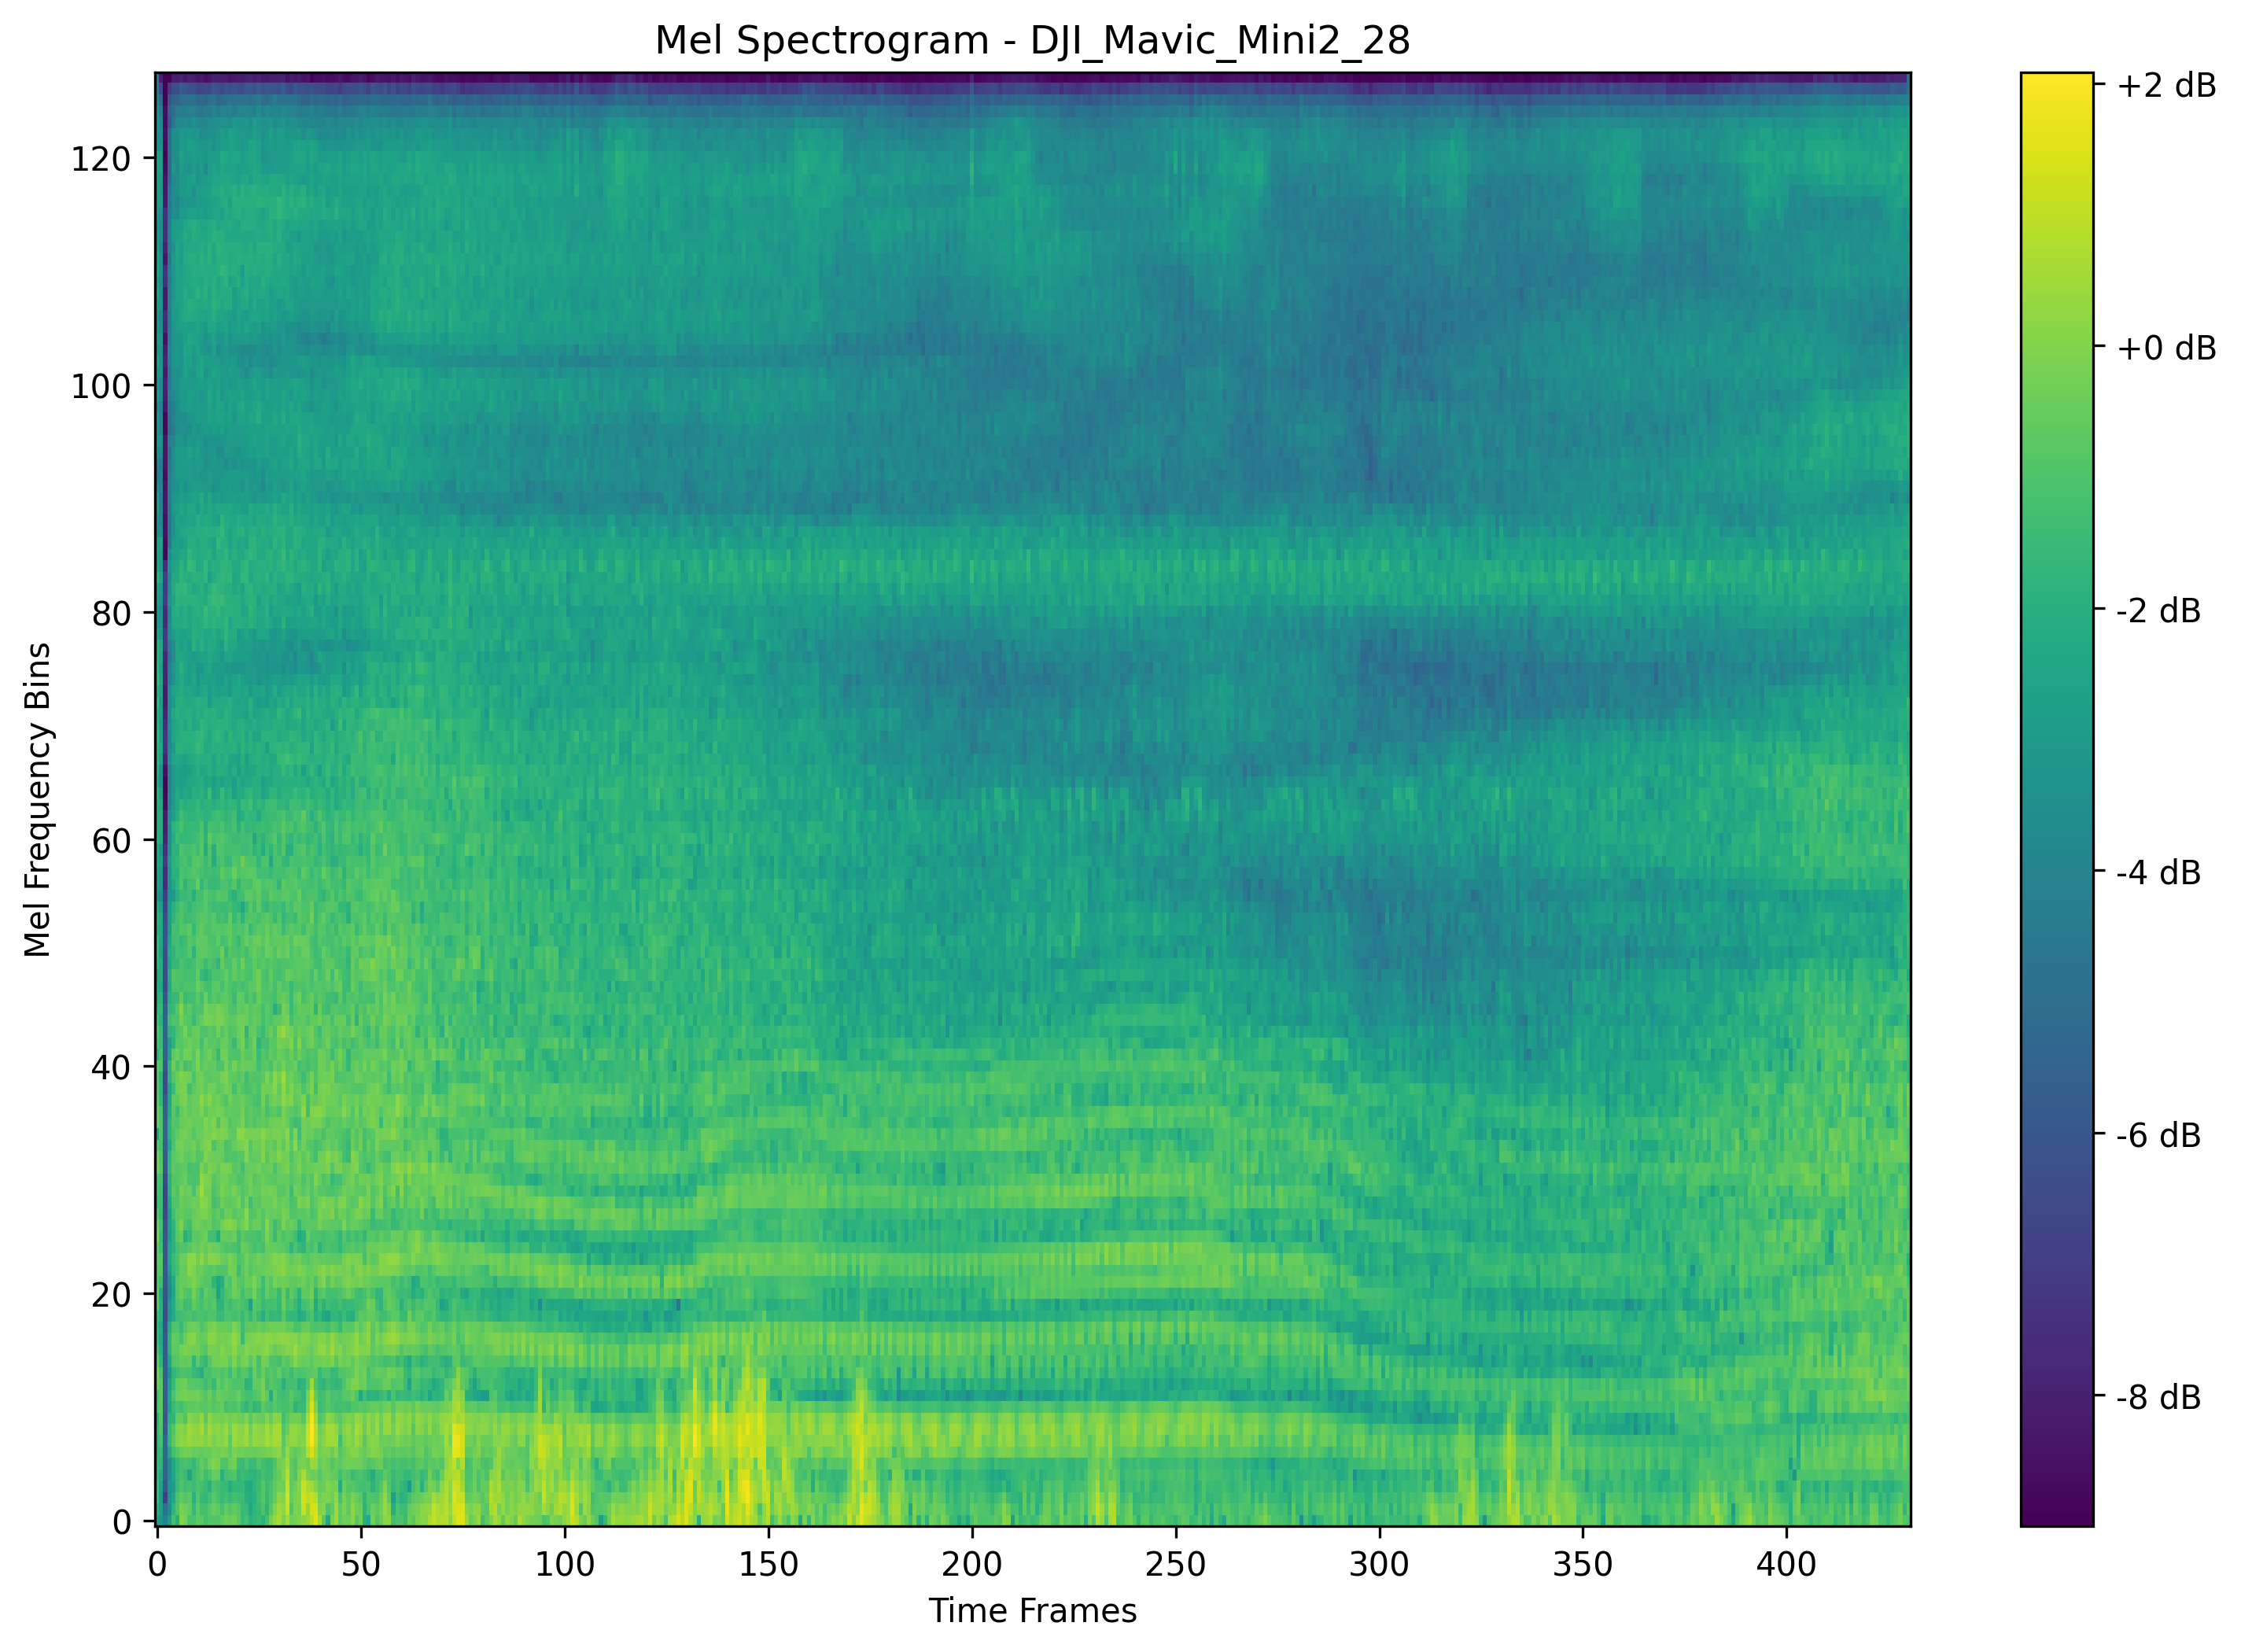 Mel Spectrogram - DJI_Mavic_Mini2_28
Mel Frequency Bins
120
100
80
60
40
20
0
0 50 100 150 200 250 300 350 400
Time Frames
+2 dB
+0 dB
-2 dB
-4 dB
-6 dB
-8 dB